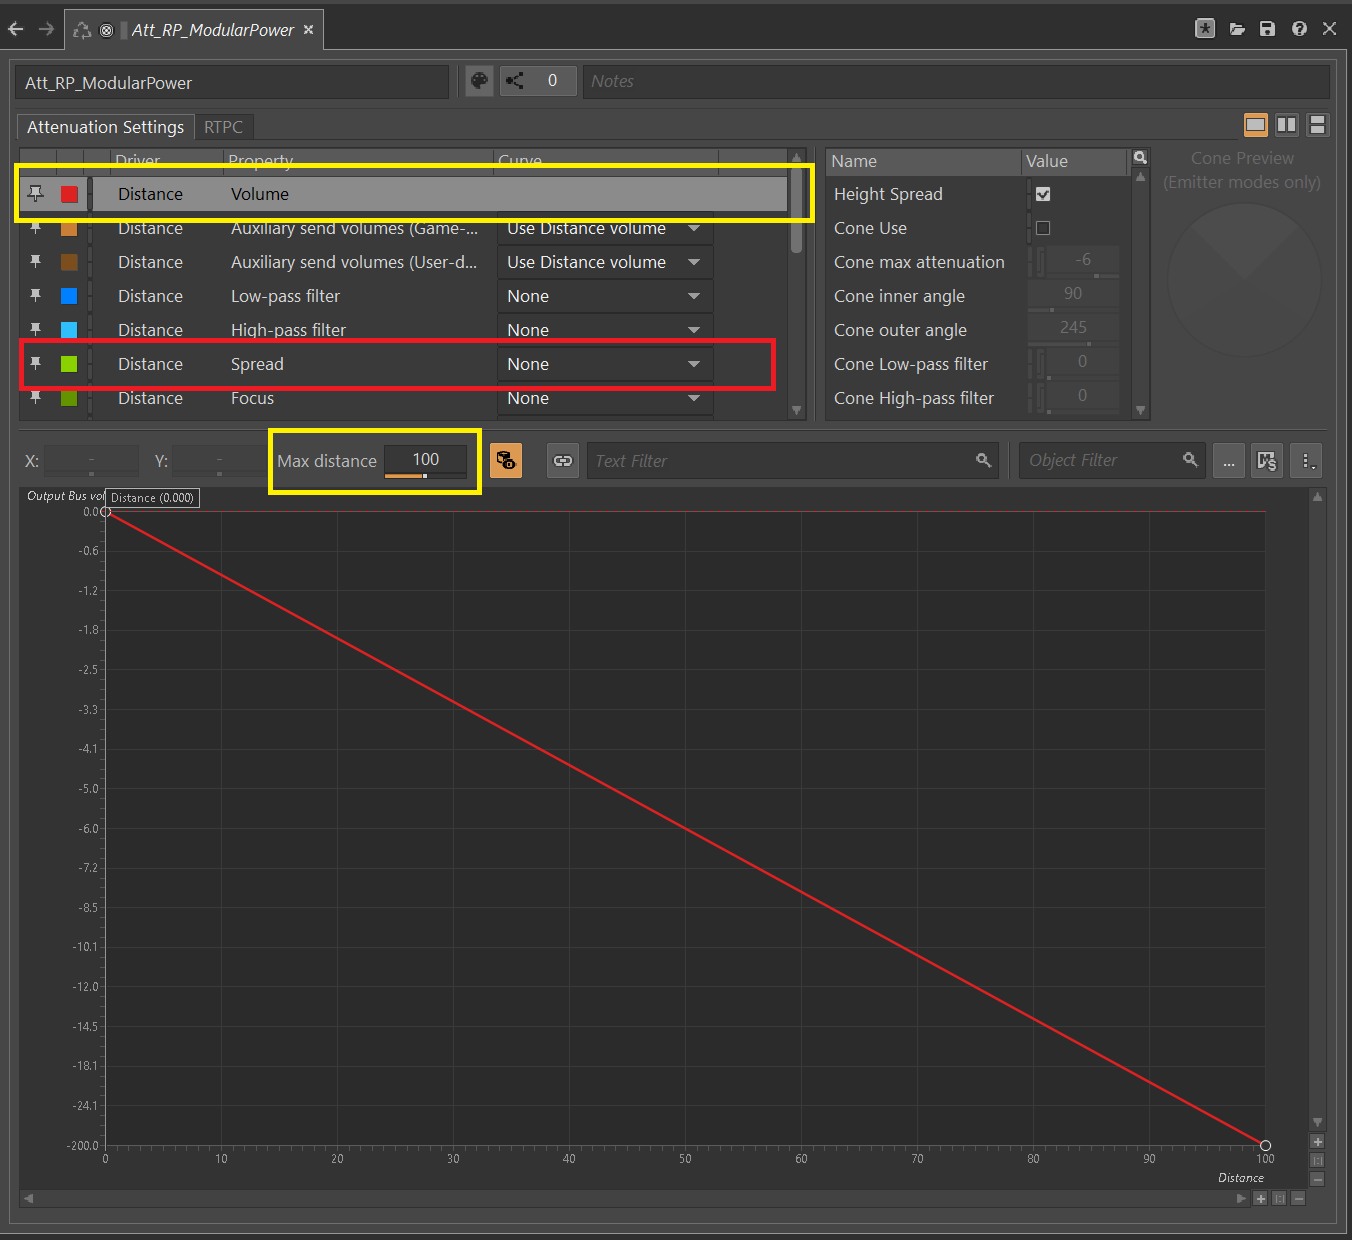 Att_RP_ModularPower
Att_RP_ModularPower
0
Notes
Attenuation Settings
RTPC
Driver
Property
Curve
Distance
Volume
Distance
Auxiliary send volumes (Game-...
Use Distance volume
Distance
Auxiliary send volumes (User-d...
Use Distance volume
Distance
Low-pass filter
None
Distance
High-pass filter
None
Distance
Spread
None
Distance
Focus
None
Name
Value
Height Spread
Cone Use
Cone max attenuation
-6
Cone inner angle
90
Cone outer angle
245
Cone Low-pass filter
0
Cone High-pass filter
0
Cone Preview
(Emitter modes only)
X:
-
Y:
-
Max distance
100
Text Filter
Object Filter
...
M
S
Output Bus vol
Distance (0.000)
0.0
-0.6
-1.2
-1.8
-2.5
-3.3
-4.1
-5.0
-6.0
-7.2
-8.5
-10.1
-12.0
-14.5
-18.1
-24.1
-200.0
0
10
20
30
40
50
60
70
80
90
100
Distance